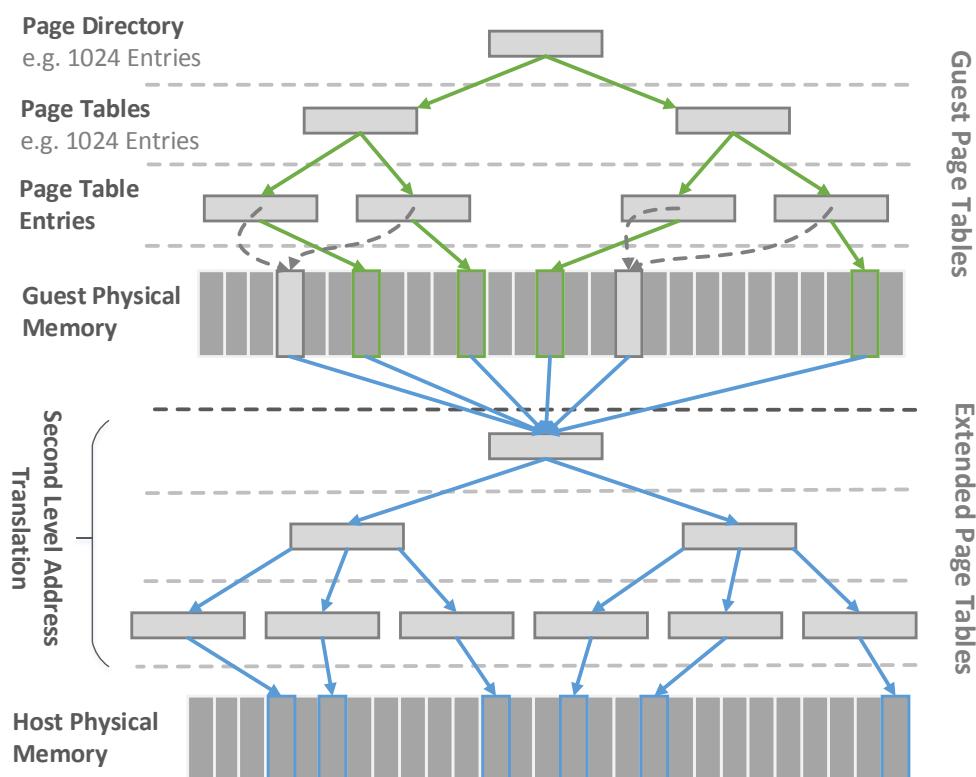 Page Directory
e.g. 1024 Entries
Page Tables
e.g. 1024 Entries
Page Table
Entries
Guest Page Tables
Guest Physical
Memory
Second Level Address
Translation
Extended Page Tables
Host Physical
Memory